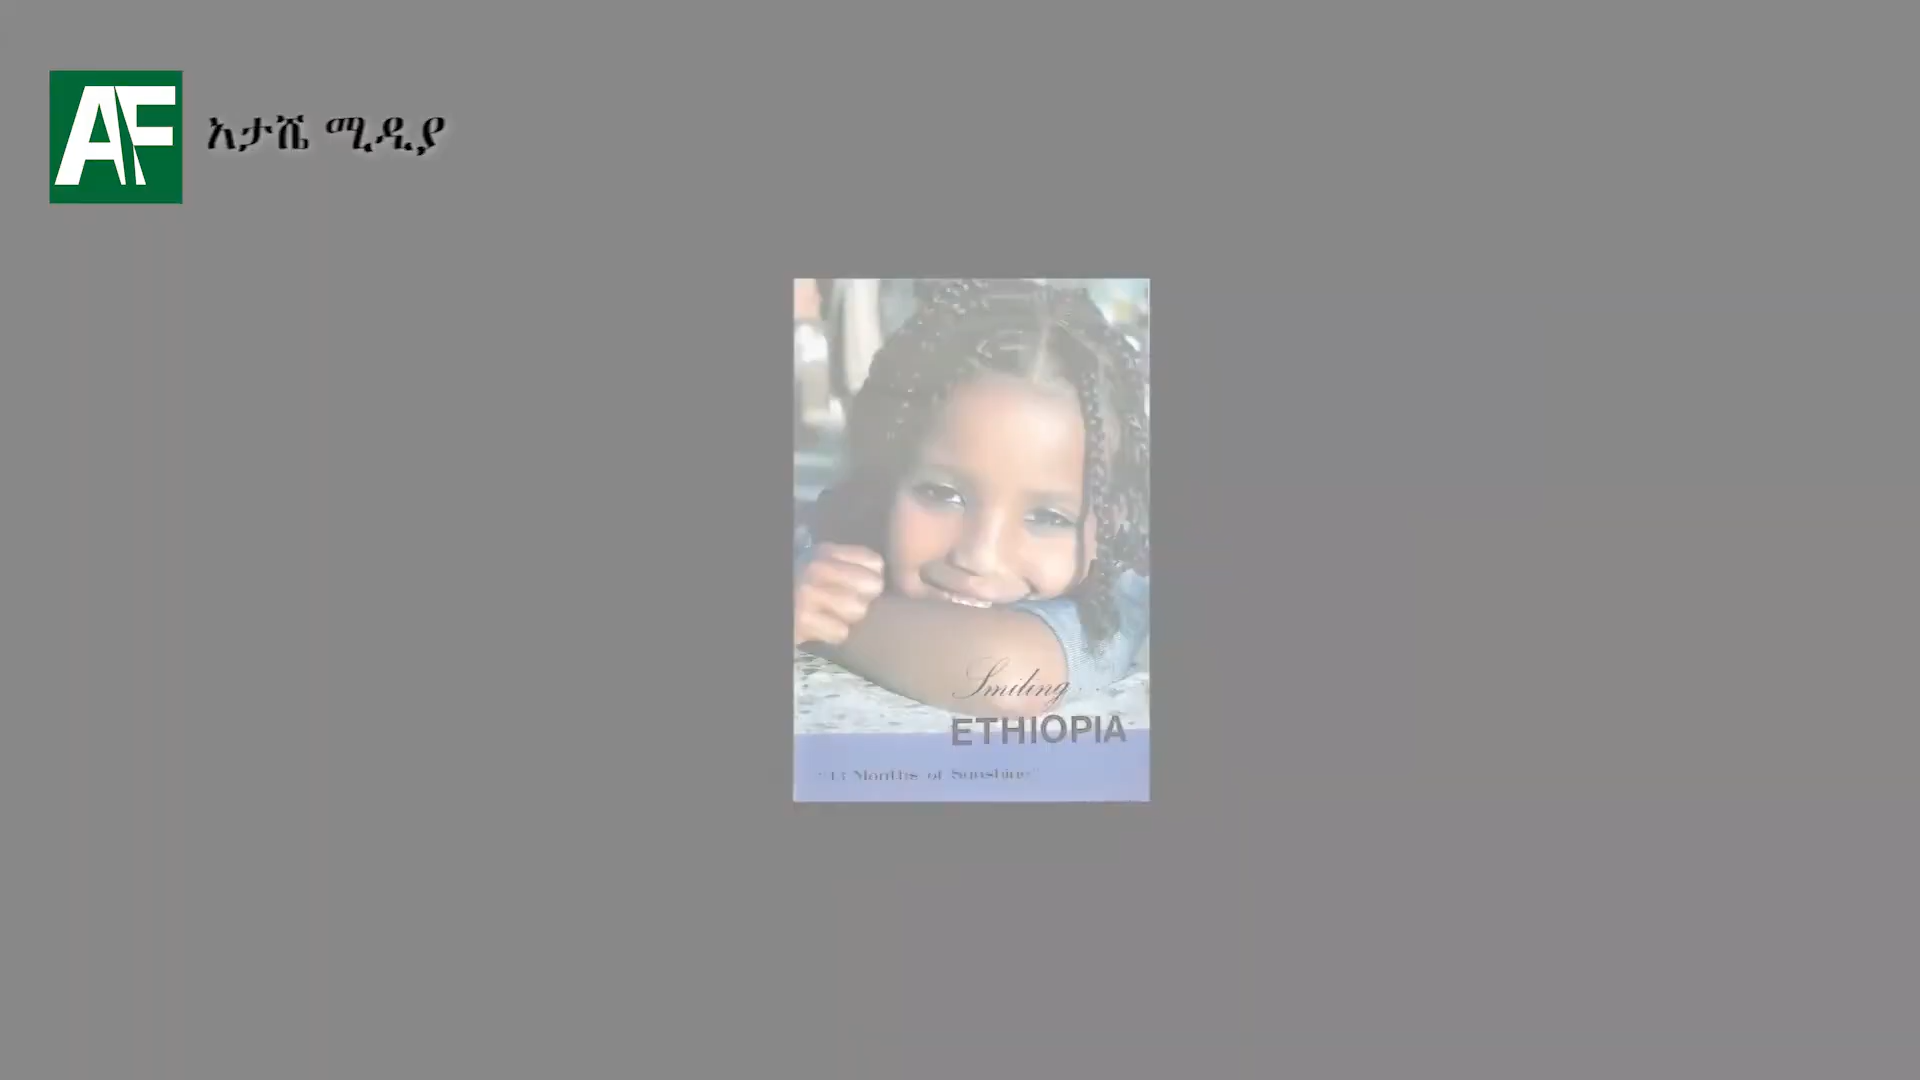 AF
አታሼ ሚዲያ
Smiling
ETHIOPIA
"13 Months of Sunshine"